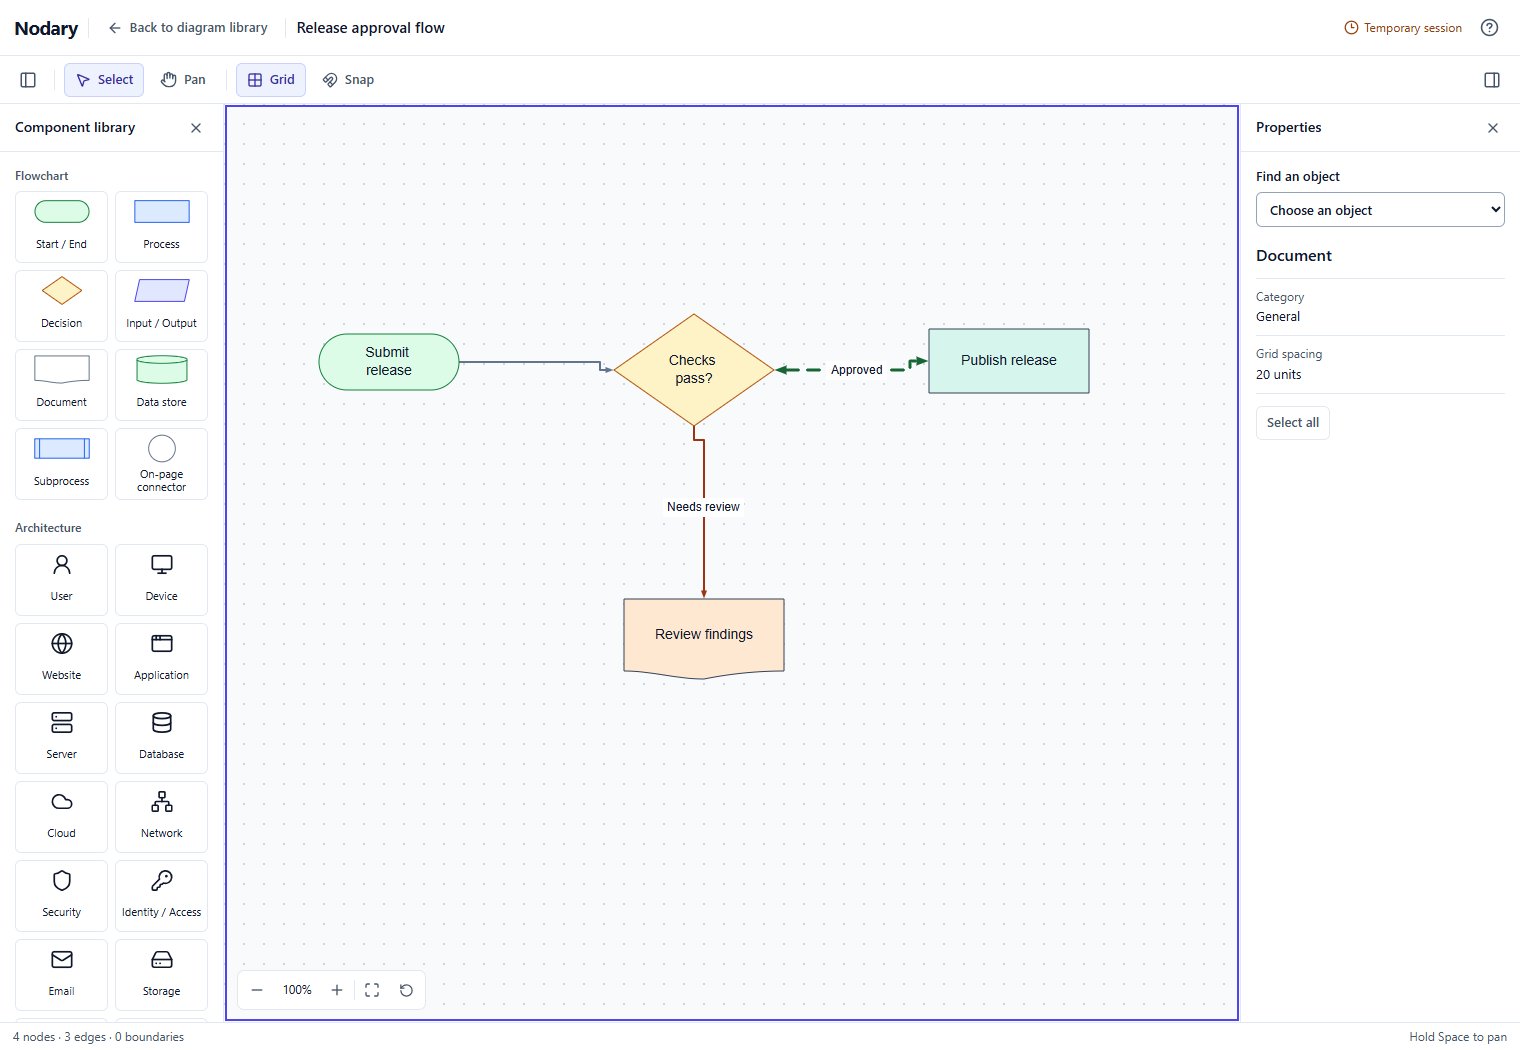 Nodary
Back to diagram library
Release approval flow
Temporary session
Select
Pan
Grid
Snap
Component library
Flowchart
Start / End
Process
Decision
Input / Output
Document
Data store
Subprocess
On-page
connector
Architecture
User
Device
Website
Application
Server
Database
Cloud
Network
Security
Identity / Access
Email
Storage
Submit
release
Checks
pass?
Approved
Publish release
Needs review
Review findings
100%
Properties
Find an object
Choose an object
Document
Category
General
Grid spacing
20 units
Select all
4 nodes · 3 edges · 0 boundaries
Hold Space to pan